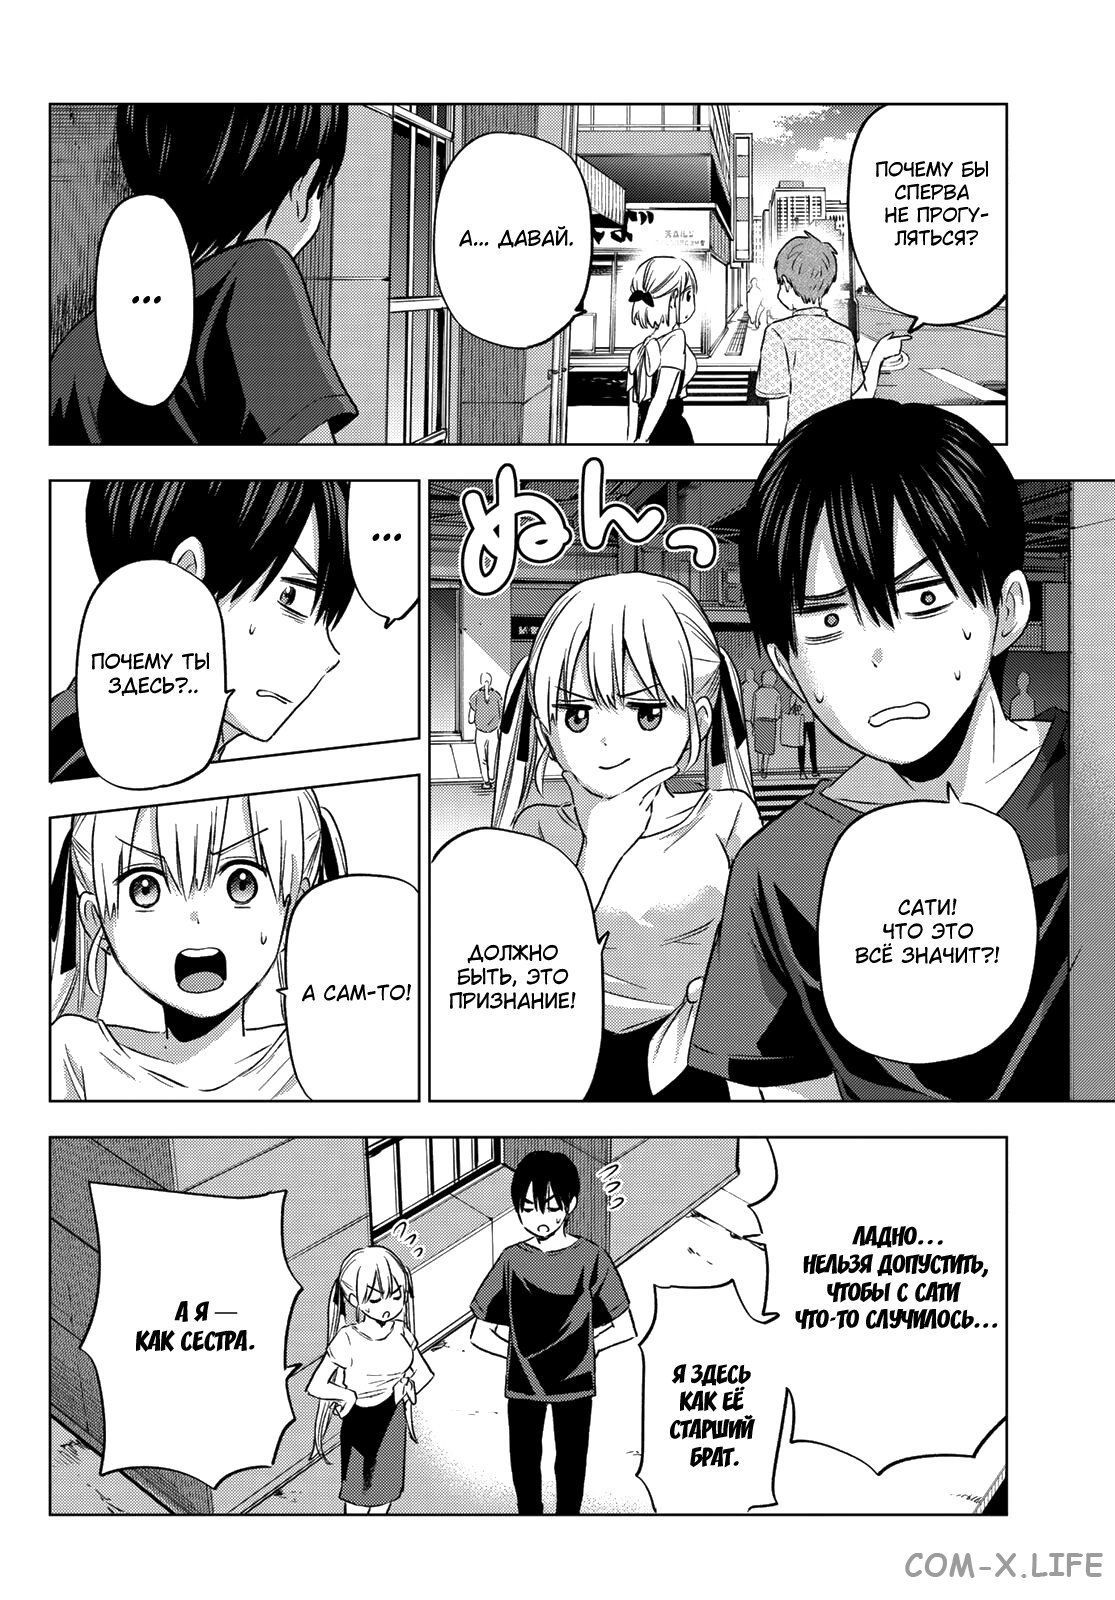 ПОЧЕМУ БЫ
СПЕРВА
НЕ ПРОГУ-
ЛЯТЬСЯ?
А... ДАВАЙ.
...
ぬんっ
САТИ!
ЧТО ЭТО
ВСЁ ЗНАЧИТ?!
ДОЛЖНО
БЫТЬ, ЭТО
ПРИЗНАНИЕ!
...
ПОЧЕМУ ТЫ
ЗДЕСЬ?..
А САМ-ТО!
ЛАДНО...
НЕЛЬЗЯ ДОПУСТИТЬ,
ЧТОБЫ С САТИ
ЧТО-ТО СЛУЧИЛОСЬ...
Я ЗДЕСЬ
КАК ЕЁ
СТАРШИЙ
БРАТ.
А Я —
КАК СЕСТРА.
COM-X.LIFE